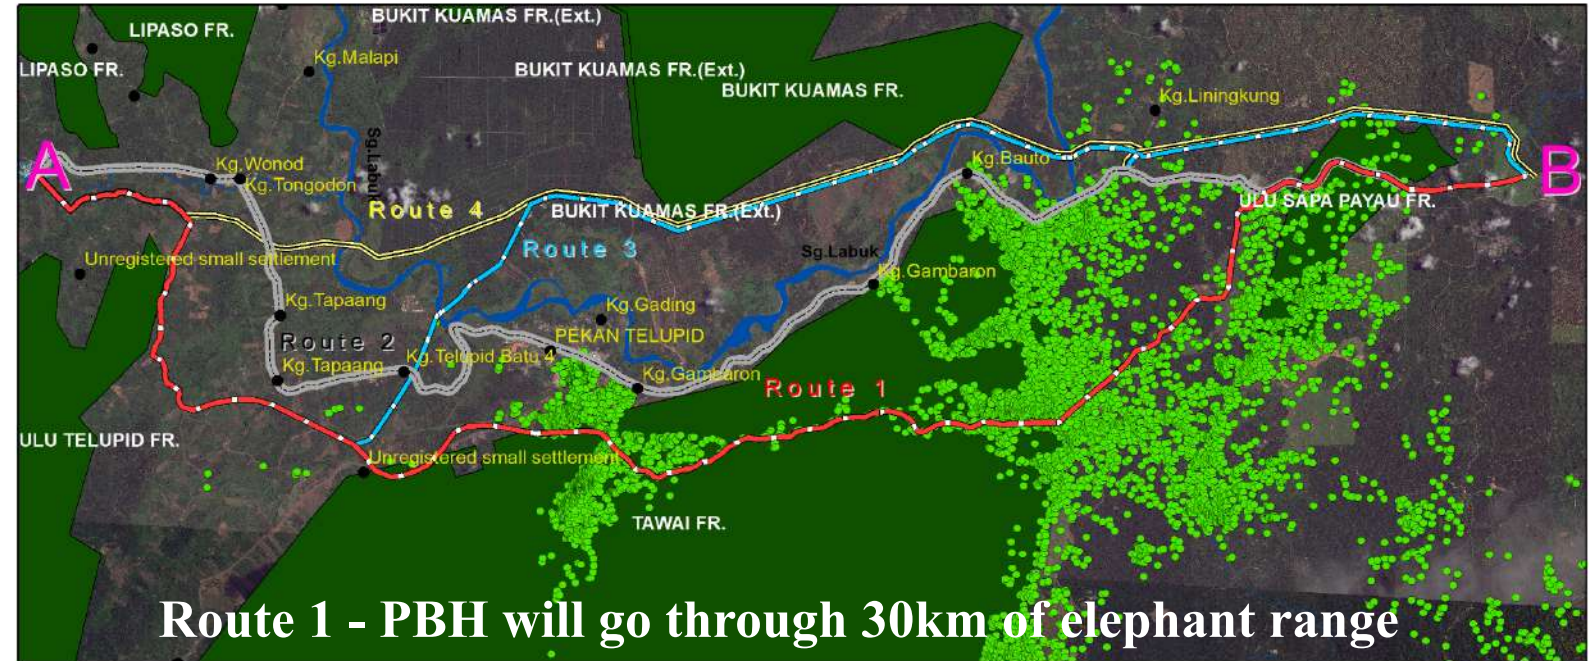 BUKIT KUAMAS FR.(Ext.)
LIPASO FR.
Kg.Malapi
LIPASO FR.
BUKIT KUAMAS FR.(Ext.)
BUKIT KUAMAS FR.
Kg.Liningkung
Sg.Labuk
A
Kg.Wonod
Kg.Bauto
B
Kg.Tongodon
Route 4
BUKIT KUAMAS FR.(Ext.)
ULU SAPA PAYAU FR.
Route 3
Sg.Labuk
Unregistered small settlement
Kg.Gambaron
Kg.Tapaang
Kg.Gading
Route 2
PEKAN TELUPID
Kg.Telupid Batu 4
Kg.Tapaang
Kg.Gambaron
Route 1
ULU TELUPID FR.
Unregistered small settlement
TAWAI FR.
Route 1 - PBH will go through 30km of elephant range